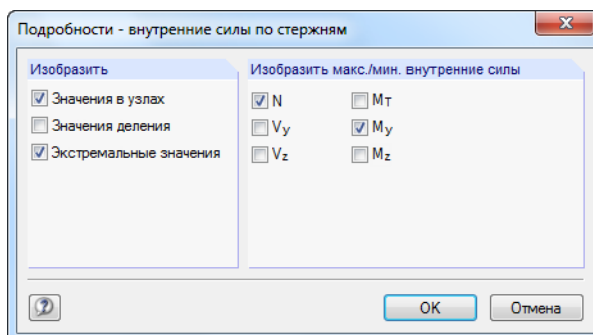 Подробности - внутренние силы по стержням
Изобразить
Значения в узлах
Значения деления
Экстремальные значения
Изобразить макс./мин. внутренние силы
N MT
Vy My
Vz Mz
OK Отмена